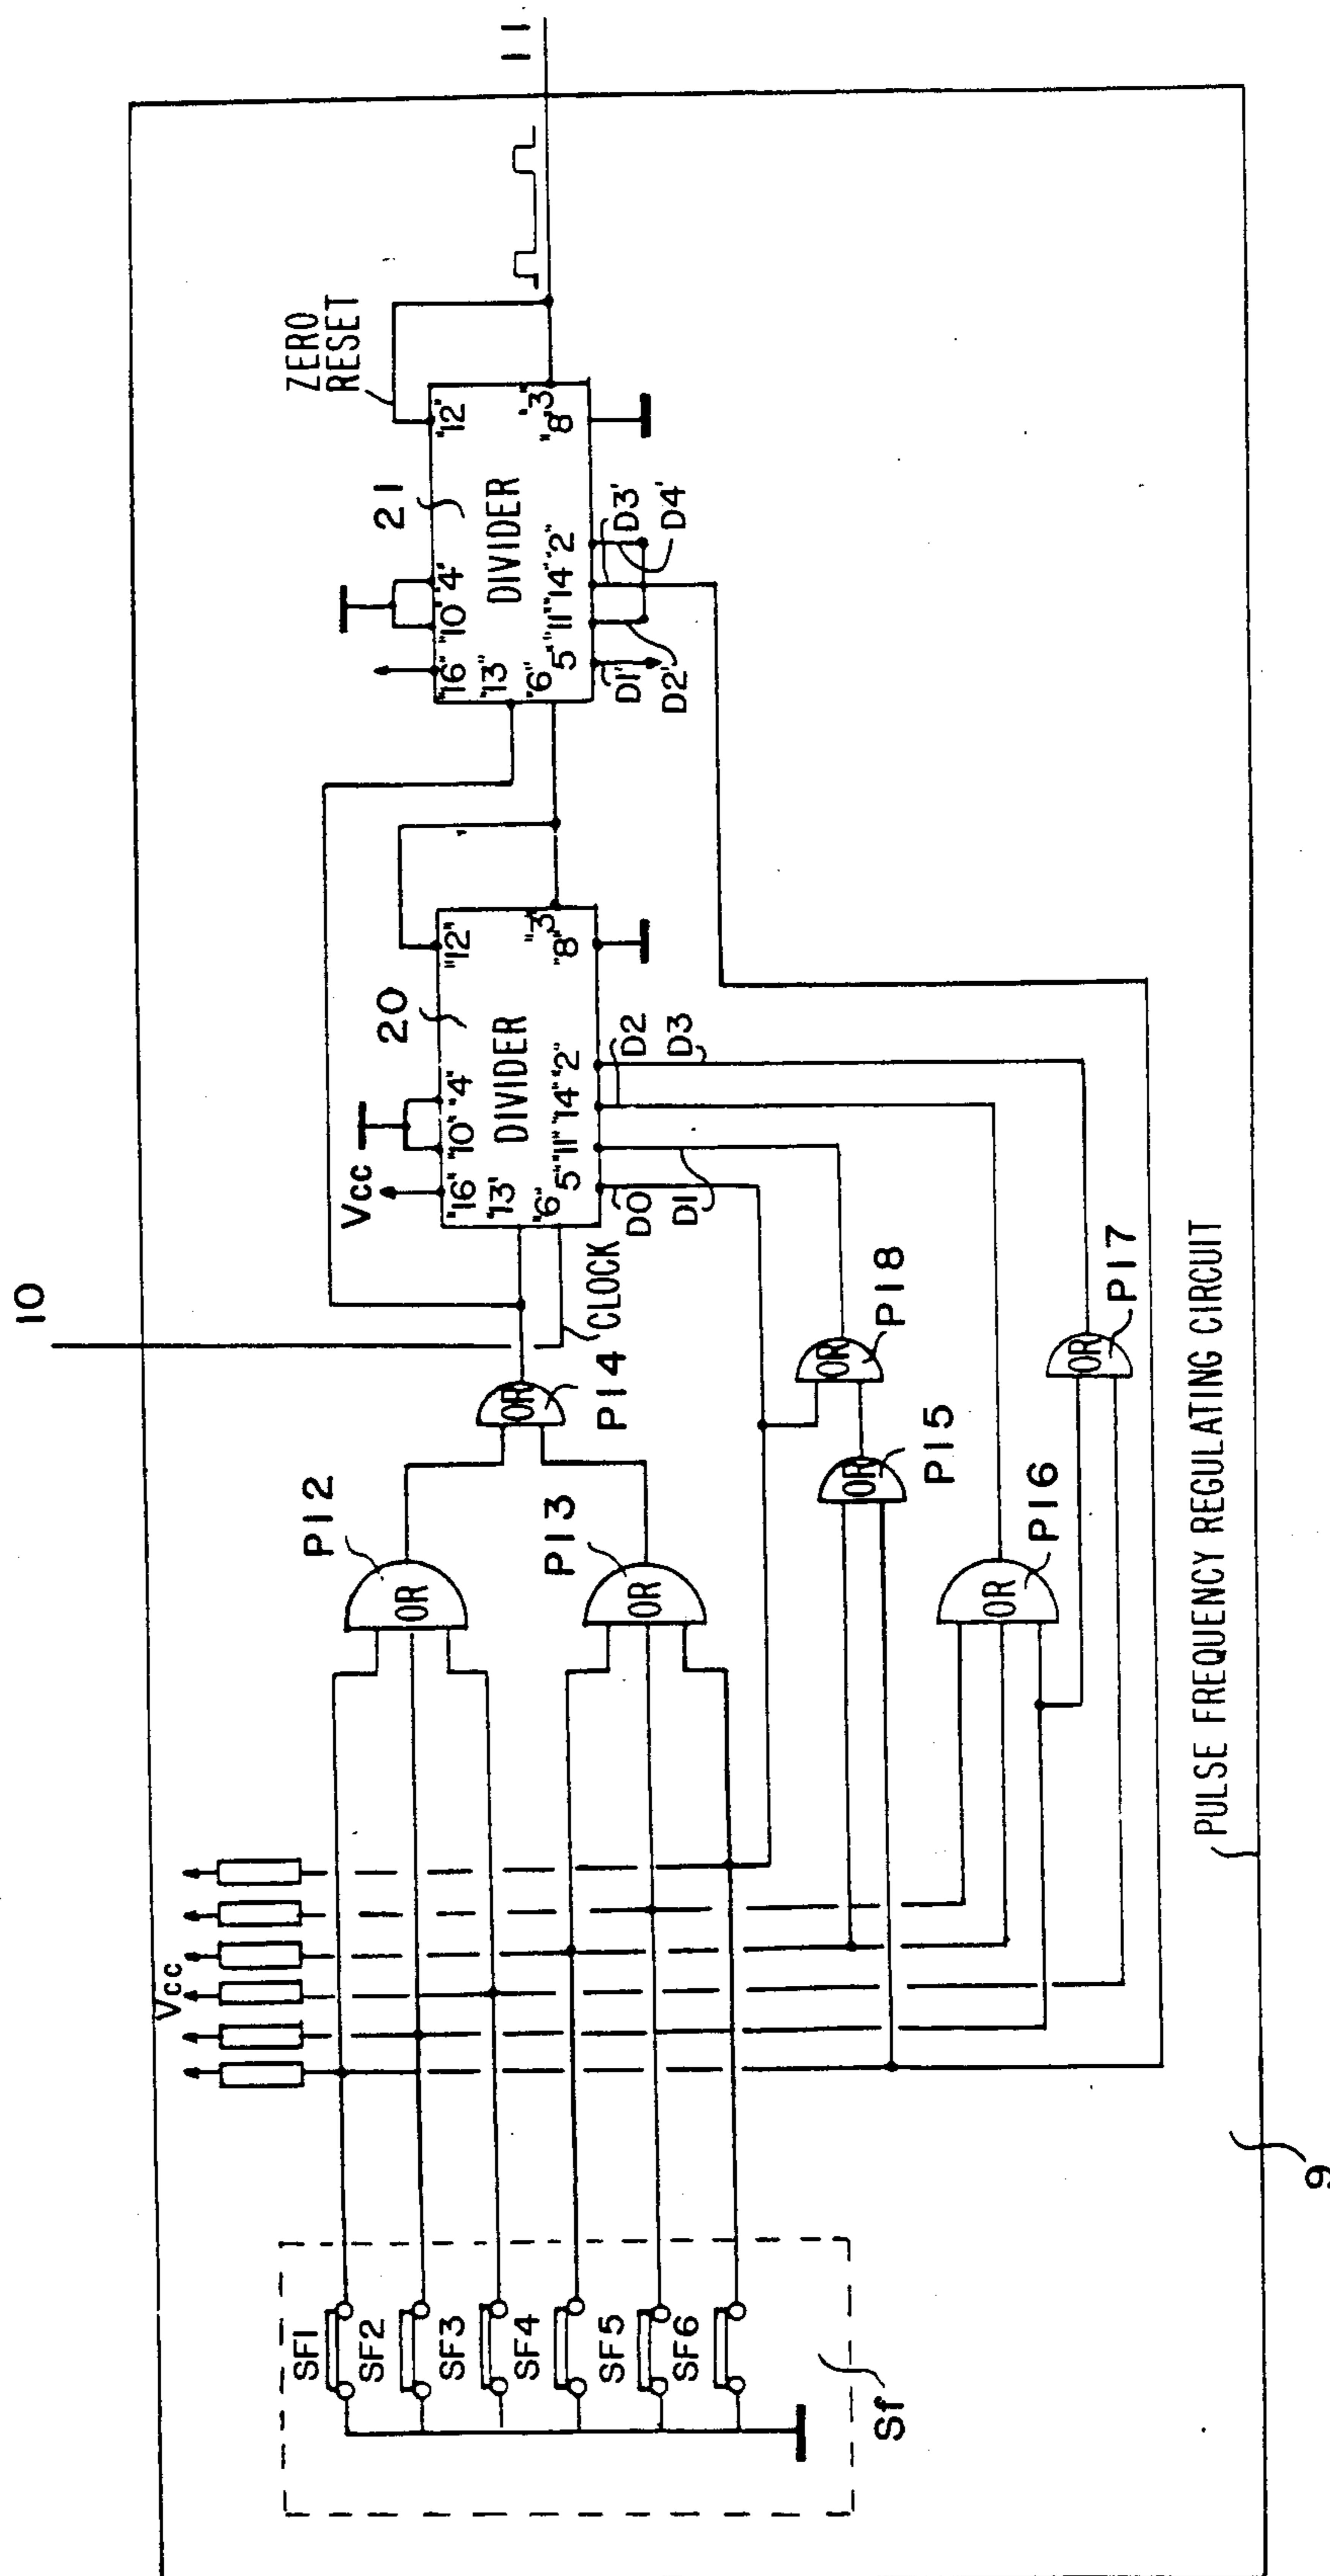 10
11
Vcc
SF1
SF2
SF3
SF4
SF5
SF6
Sf
P12
OR
P13
OR
P14
OR
CLOCK
P15
OR
P16
OR
P17
OR
P18
OR
Vcc
20
DIVIDER
"16" "10" "4" "12"
"13"
"6"
"3"
5" "11" "14" "2" "8"
D0
D1
D2
D3
21
DIVIDER
"16" "10" "4" "12"
"13"
"6"
"3"
5" "11" "14" "2" "8"
D1'
D2'
D3'
D4'
ZERO
RESET
PULSE FREQUENCY REGULATING CIRCUIT
9